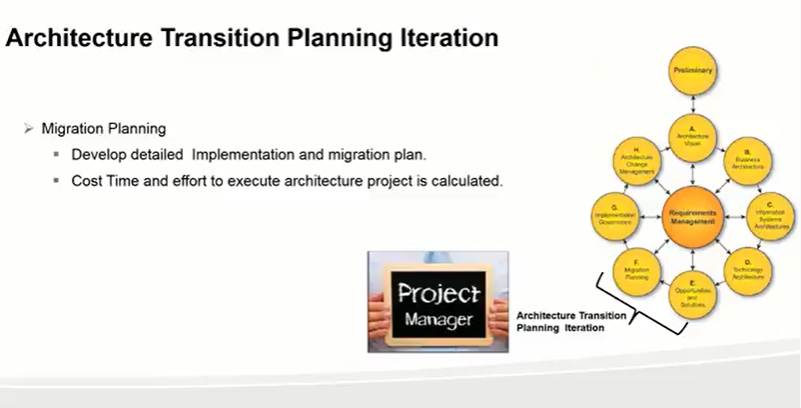 Architecture Transition Planning Iteration
Migration Planning
Develop detailed Implementation and migration plan.
Cost Time and effort to execute architecture project is calculated.
Project
Manager
Preliminary
A.
Architecture
Vision
H.
Architecture
Change
Management
B.
Business
Architecture
G.
Implementation
Governance
Requirements
Management
C.
Information
Systems
Architectures
F.
Migration
Planning
D.
Technology
Architecture
E.
Opportunities
and
Solutions
Architecture Transition
Planning Iteration